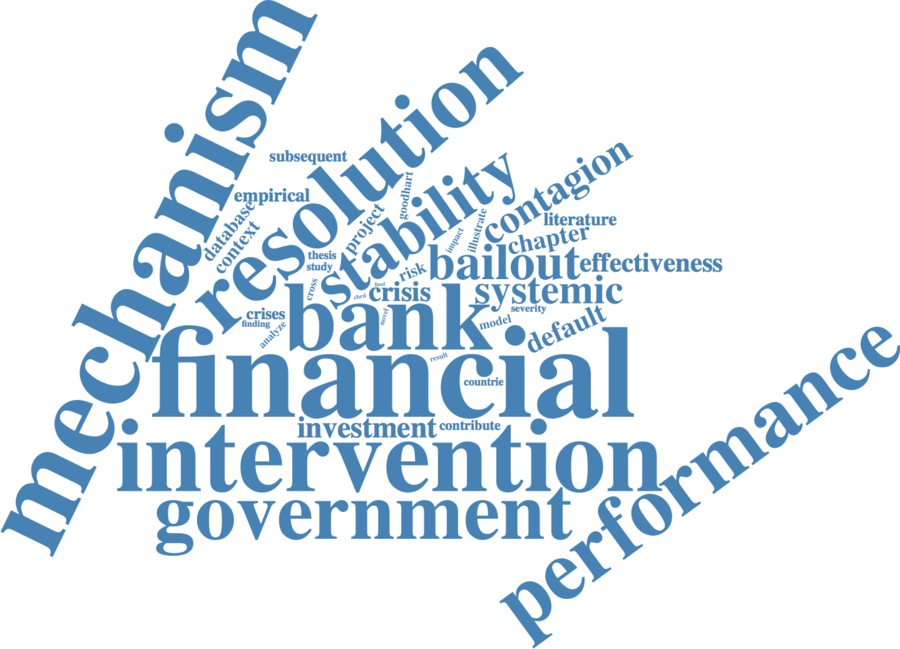 mechanism
resolution
subsequent
contagion
stability
goodhart
empirical
database
project
illustrate
literature
context
impact
chapter
thesis
bailout
effectiveness
study
risk
cross
final
crisis
systemic
ebrd
bank
severity
crises
novel
model
default
finding
analyze
financial
result
countrie
performance
investment
contribute
intervention
government